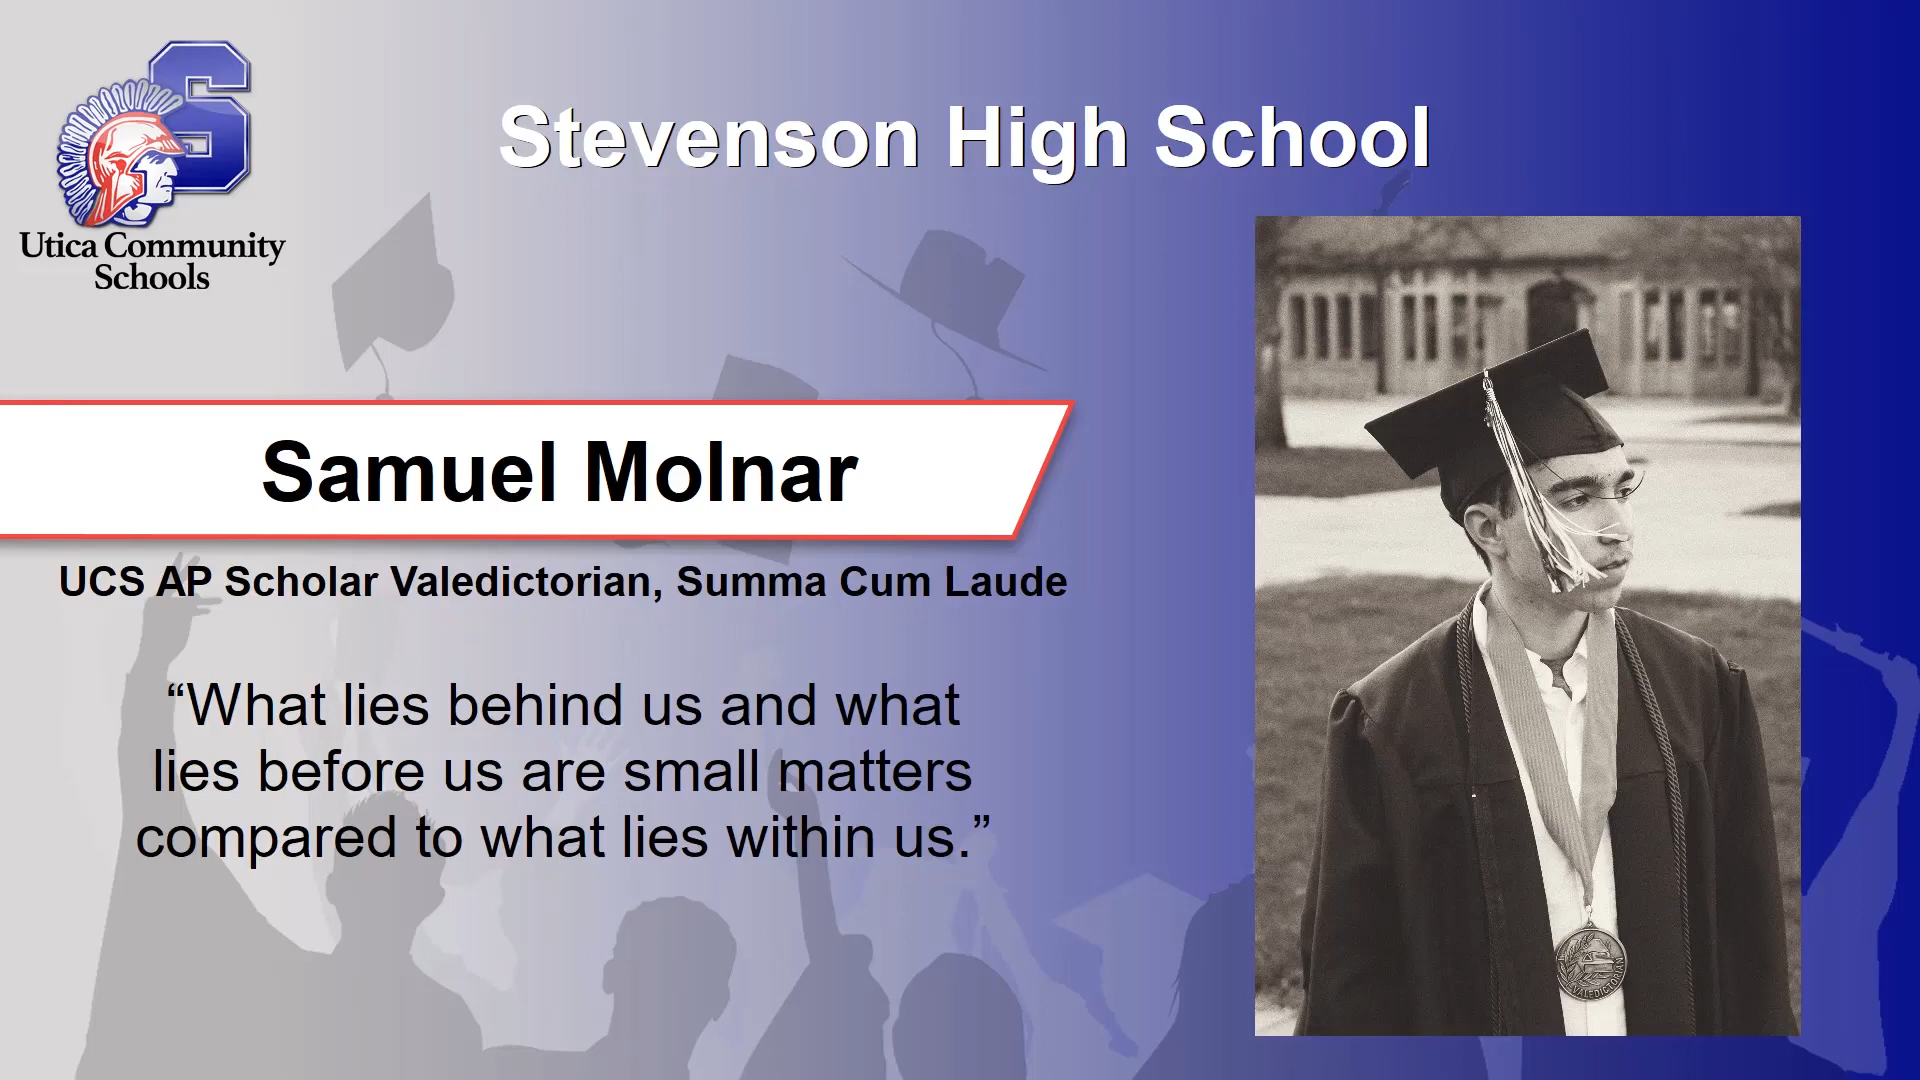 S
Utica Community
Schools
Stevenson High School
Samuel Molnar
UCS AP Scholar Valedictorian, Summa Cum Laude
“What lies behind us and what
lies before us are small matters
compared to what lies within us.”
VALEDICTORIAN